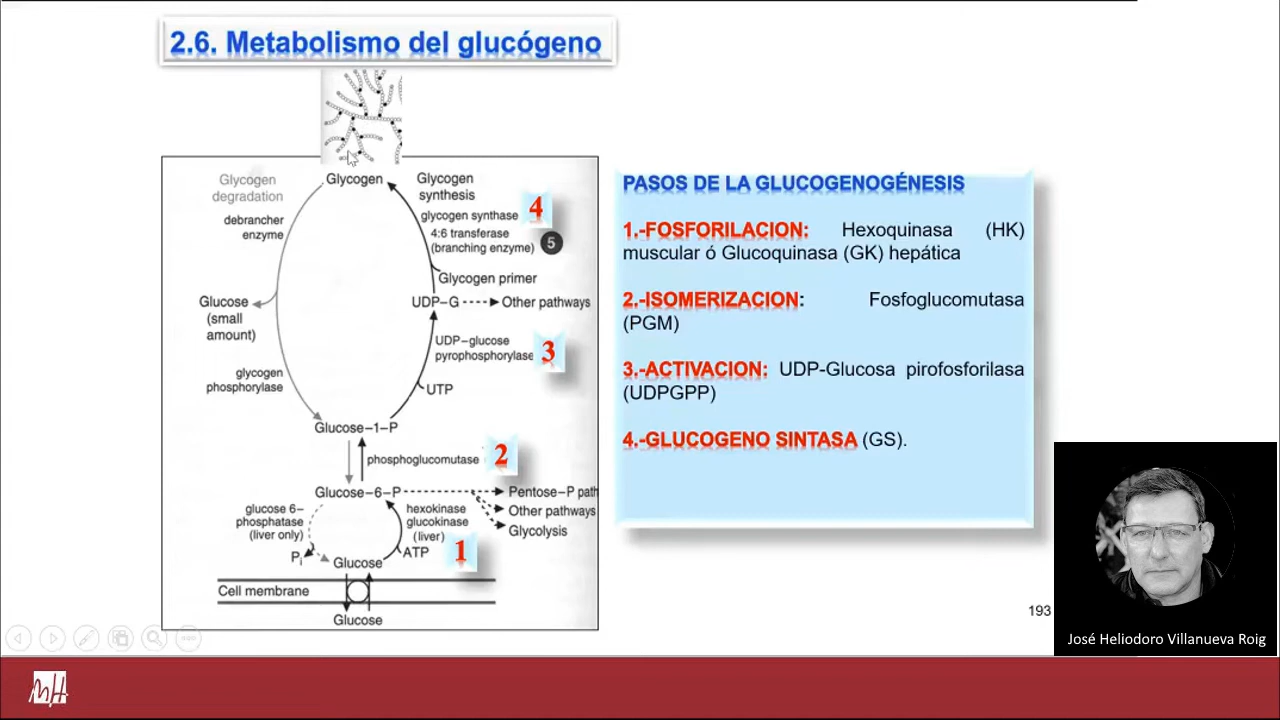 2.6. Metabolismo del glucógeno
Glycogen
degradation
Glycogen
Glycogen
synthesis
4
debrancher
enzyme
glycogen synthase
4:6 transferase
(branching enzyme)
5
Glycogen primer
Glucose
(small
amount)
UDP–G
Other pathways
UDP–glucose
pyrophosphorylase
3
glycogen
phosphorylase
UTP
Glucose–1–P
phosphoglucomutase
2
Glucose–6–P
Pentose–P path
Other pathways
Glycolysis
glucose 6–
phosphatase
(liver only)
hexokinase
glucokinase
(liver)
1
Pi
ATP
Glucose
Cell membrane
Glucose
PASOS DE LA GLUCOGENOGÉNESIS
1.-FOSFORILACION: Hexoquinasa (HK)
muscular ó Glucoquinasa (GK) hepática
2.-ISOMERIZACION: Fosfoglucomutasa
(PGM)
3.-ACTIVACION: UDP-Glucosa pirofosforilasa
(UDPGPP)
4.-GLUCOGENO SINTASA (GS).
193
José Heliodoro Villanueva Roig